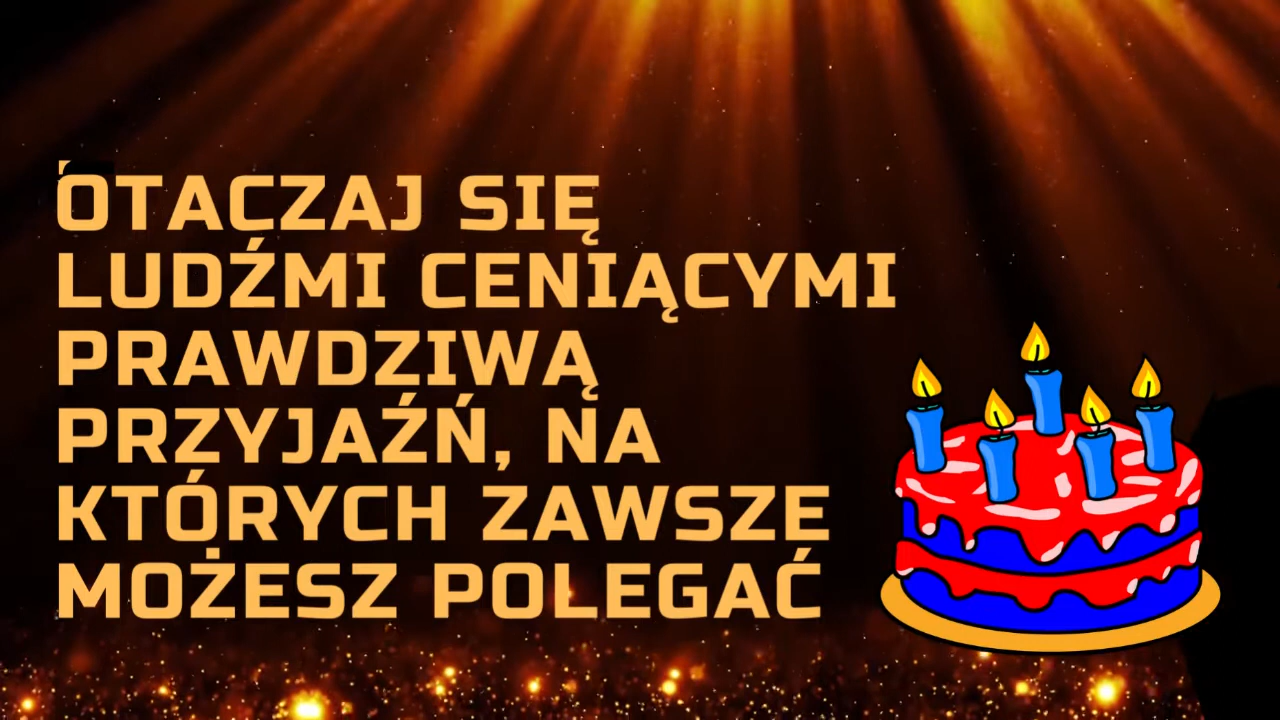 OTACZAJ SIĘ
LUDŹMI CENIĄCYMI
PRAWDZIWĄ
PRZYJAŹŃ, NA
KTÓRYCH ZAWSZE
MOŻESZ POLEGAĆ